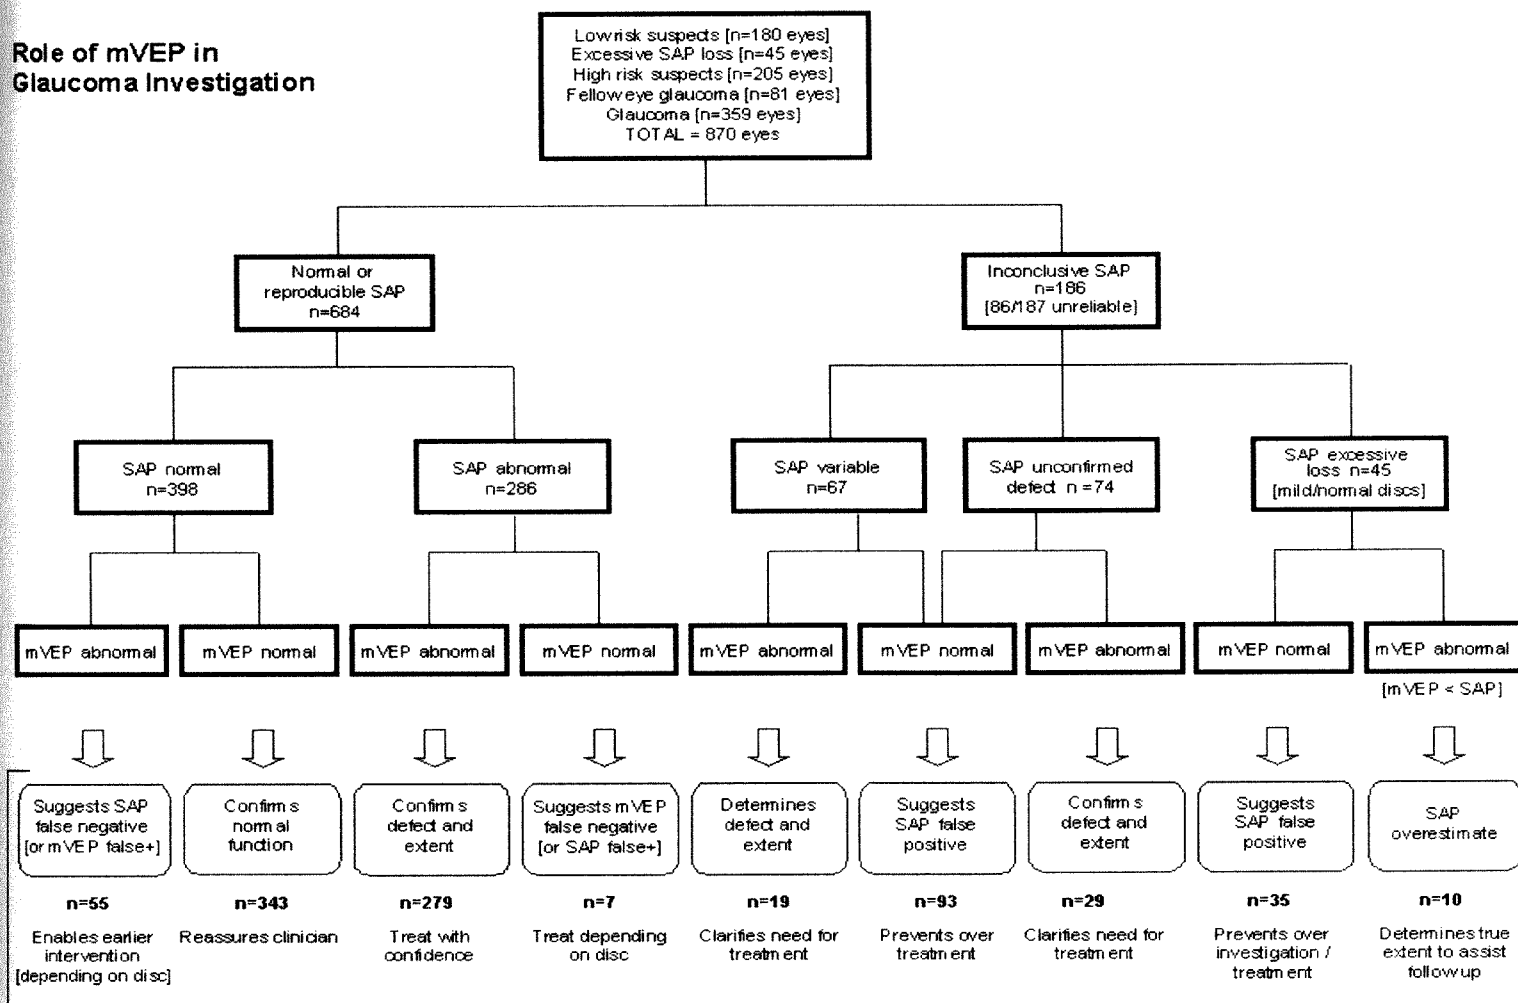 Role of mVEP in
Glaucoma Investigation
Low risk suspects [n=180 eyes]
Excessive SAP loss [n=45 eyes]
High risk suspects [n=205 eyes]
Fellow eye glaucoma [n=81 eyes]
Glaucoma [n=359 eyes]
TOTAL = 870 eyes
Normal or
reproducible SAP
n=684
Inconclusive SAP
n=186
[86/187 unreliable]
SAP normal
n=398
SAP abnormal
n=286
SAP variable
n=67
SAP unconfirmed
defect n =74
SAP excessive
loss n=45
[mild/normal discs]
mVEP abnormal
mVEP normal
mVEP abnormal
mVEP normal
mVEP abnormal
mVEP normal
mVEP abnormal
mVEP normal
mVEP abnormal
[mVEP < SAP]
Suggests SAP
false negative
[or mVEP false+]
Confirms
normal
function
Confirms
defect and
extent
Suggests mVEP
false negative
[or SAP false+]
Determines
defect and
extent
Suggests
SAP false
positive
Confirms
defect and
extent
Suggests
SAP false
positive
SAP
overestimate
n=55
n=343
n=279
n=7
n=19
n=93
n=29
n=35
n=10
Enables earlier
intervention
[depending on disc]
Reassures clinician
Treat with
confidence
Treat depending
on disc
Clarifies need for
treatment
Prevents over
treatment
Clarifies need for
treatment
Prevents over
investigation /
treatment
Determines true
extent to assist
followup